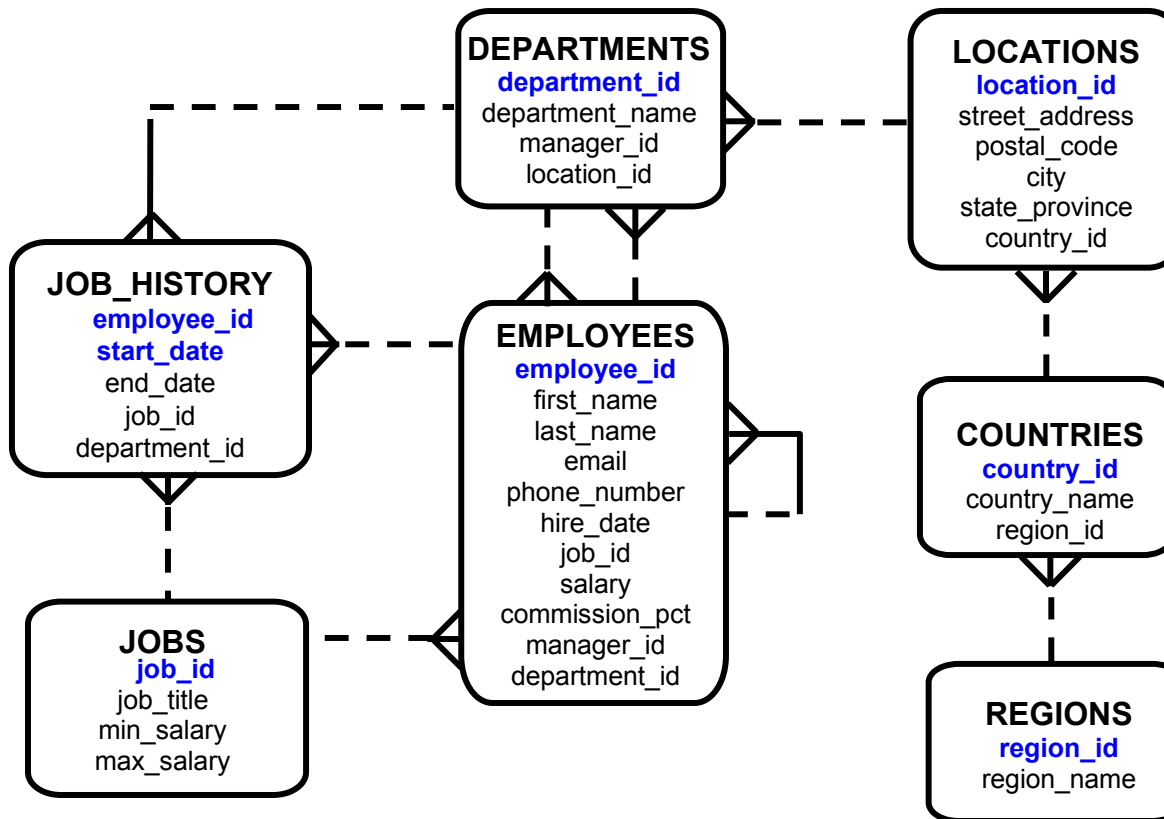 DEPARTMENTS
department_id
department_name
manager_id
location_id
LOCATIONS
location_id
street_address
postal_code
city
state_province
country_id
JOB_HISTORY
employee_id
start_date
end_date
job_id
department_id
EMPLOYEES
employee_id
first_name
last_name
email
phone_number
hire_date
job_id
salary
commission_pct
manager_id
department_id
COUNTRIES
country_id
country_name
region_id
JOBS
job_id
job_title
min_salary
max_salary
REGIONS
region_id
region_name